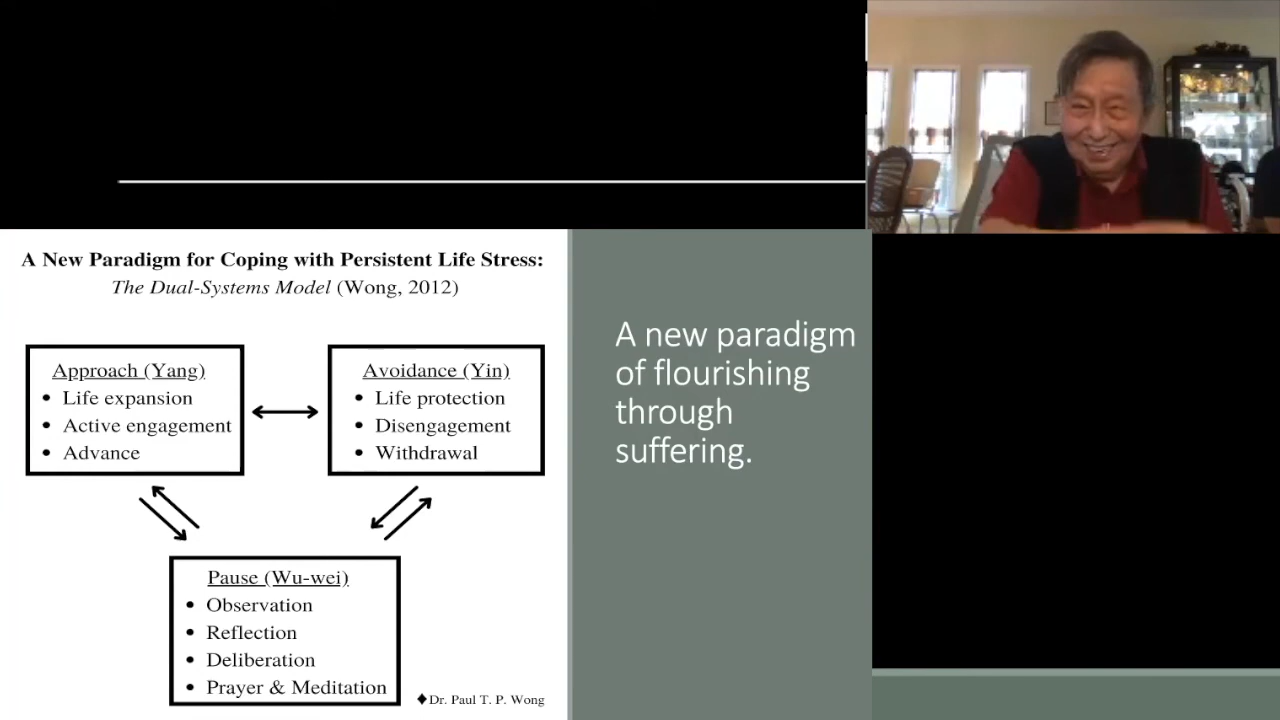 A New Paradigm for Coping with Persistent Life Stress:
The Dual-Systems Model (Wong, 2012)
Approach (Yang)
• Life expansion
• Active engagement
• Advance
Avoidance (Yin)
• Life protection
• Disengagement
• Withdrawal
Pause (Wu-wei)
• Observation
• Reflection
• Deliberation
• Prayer & Meditation
♦Dr. Paul T. P. Wong
A new paradigm
of flourishing
through
suffering.